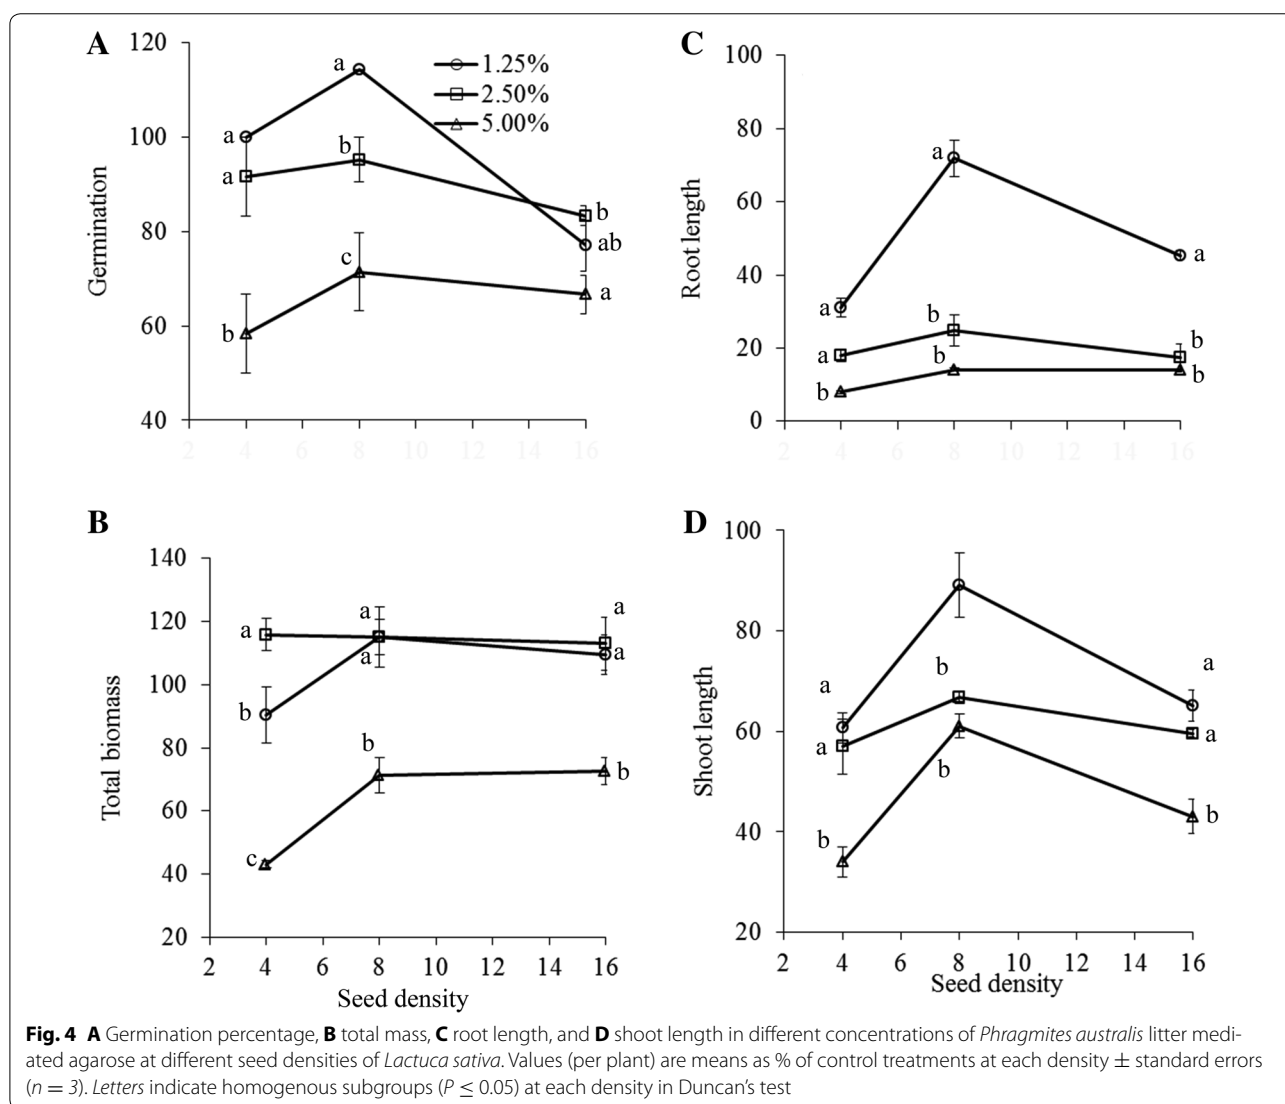 A
120
100
80
60
40
Germination
1.25%
2.50%
5.00%
a
a
a
b
b
ab
b
c
a
2 4 6 8 10 12 14 16
C
100
80
60
40
20
0
Root length
a
a
a
a
b
b
b
b
b
2 4 6 8 10 12 14 16
B
140
120
100
80
60
40
20
Total biomass
a
a
a
b
a
a
c
b
b
2 4 6 8 10 12 14 16
Seed density
D
100
80
60
40
20
Shoot length
a
b
a
a
b
a
b
b
2 4 6 8 10 12 14 16
Seed density
Fig. 4 A Germination percentage, B total mass, C root length, and D shoot length in different concentrations of Phragmites australis litter medi-
ated agarose at different seed densities of Lactuca sativa. Values (per plant) are means as % of control treatments at each density ± standard errors
(n = 3). Letters indicate homogenous subgroups (P ≤ 0.05) at each density in Duncan's test